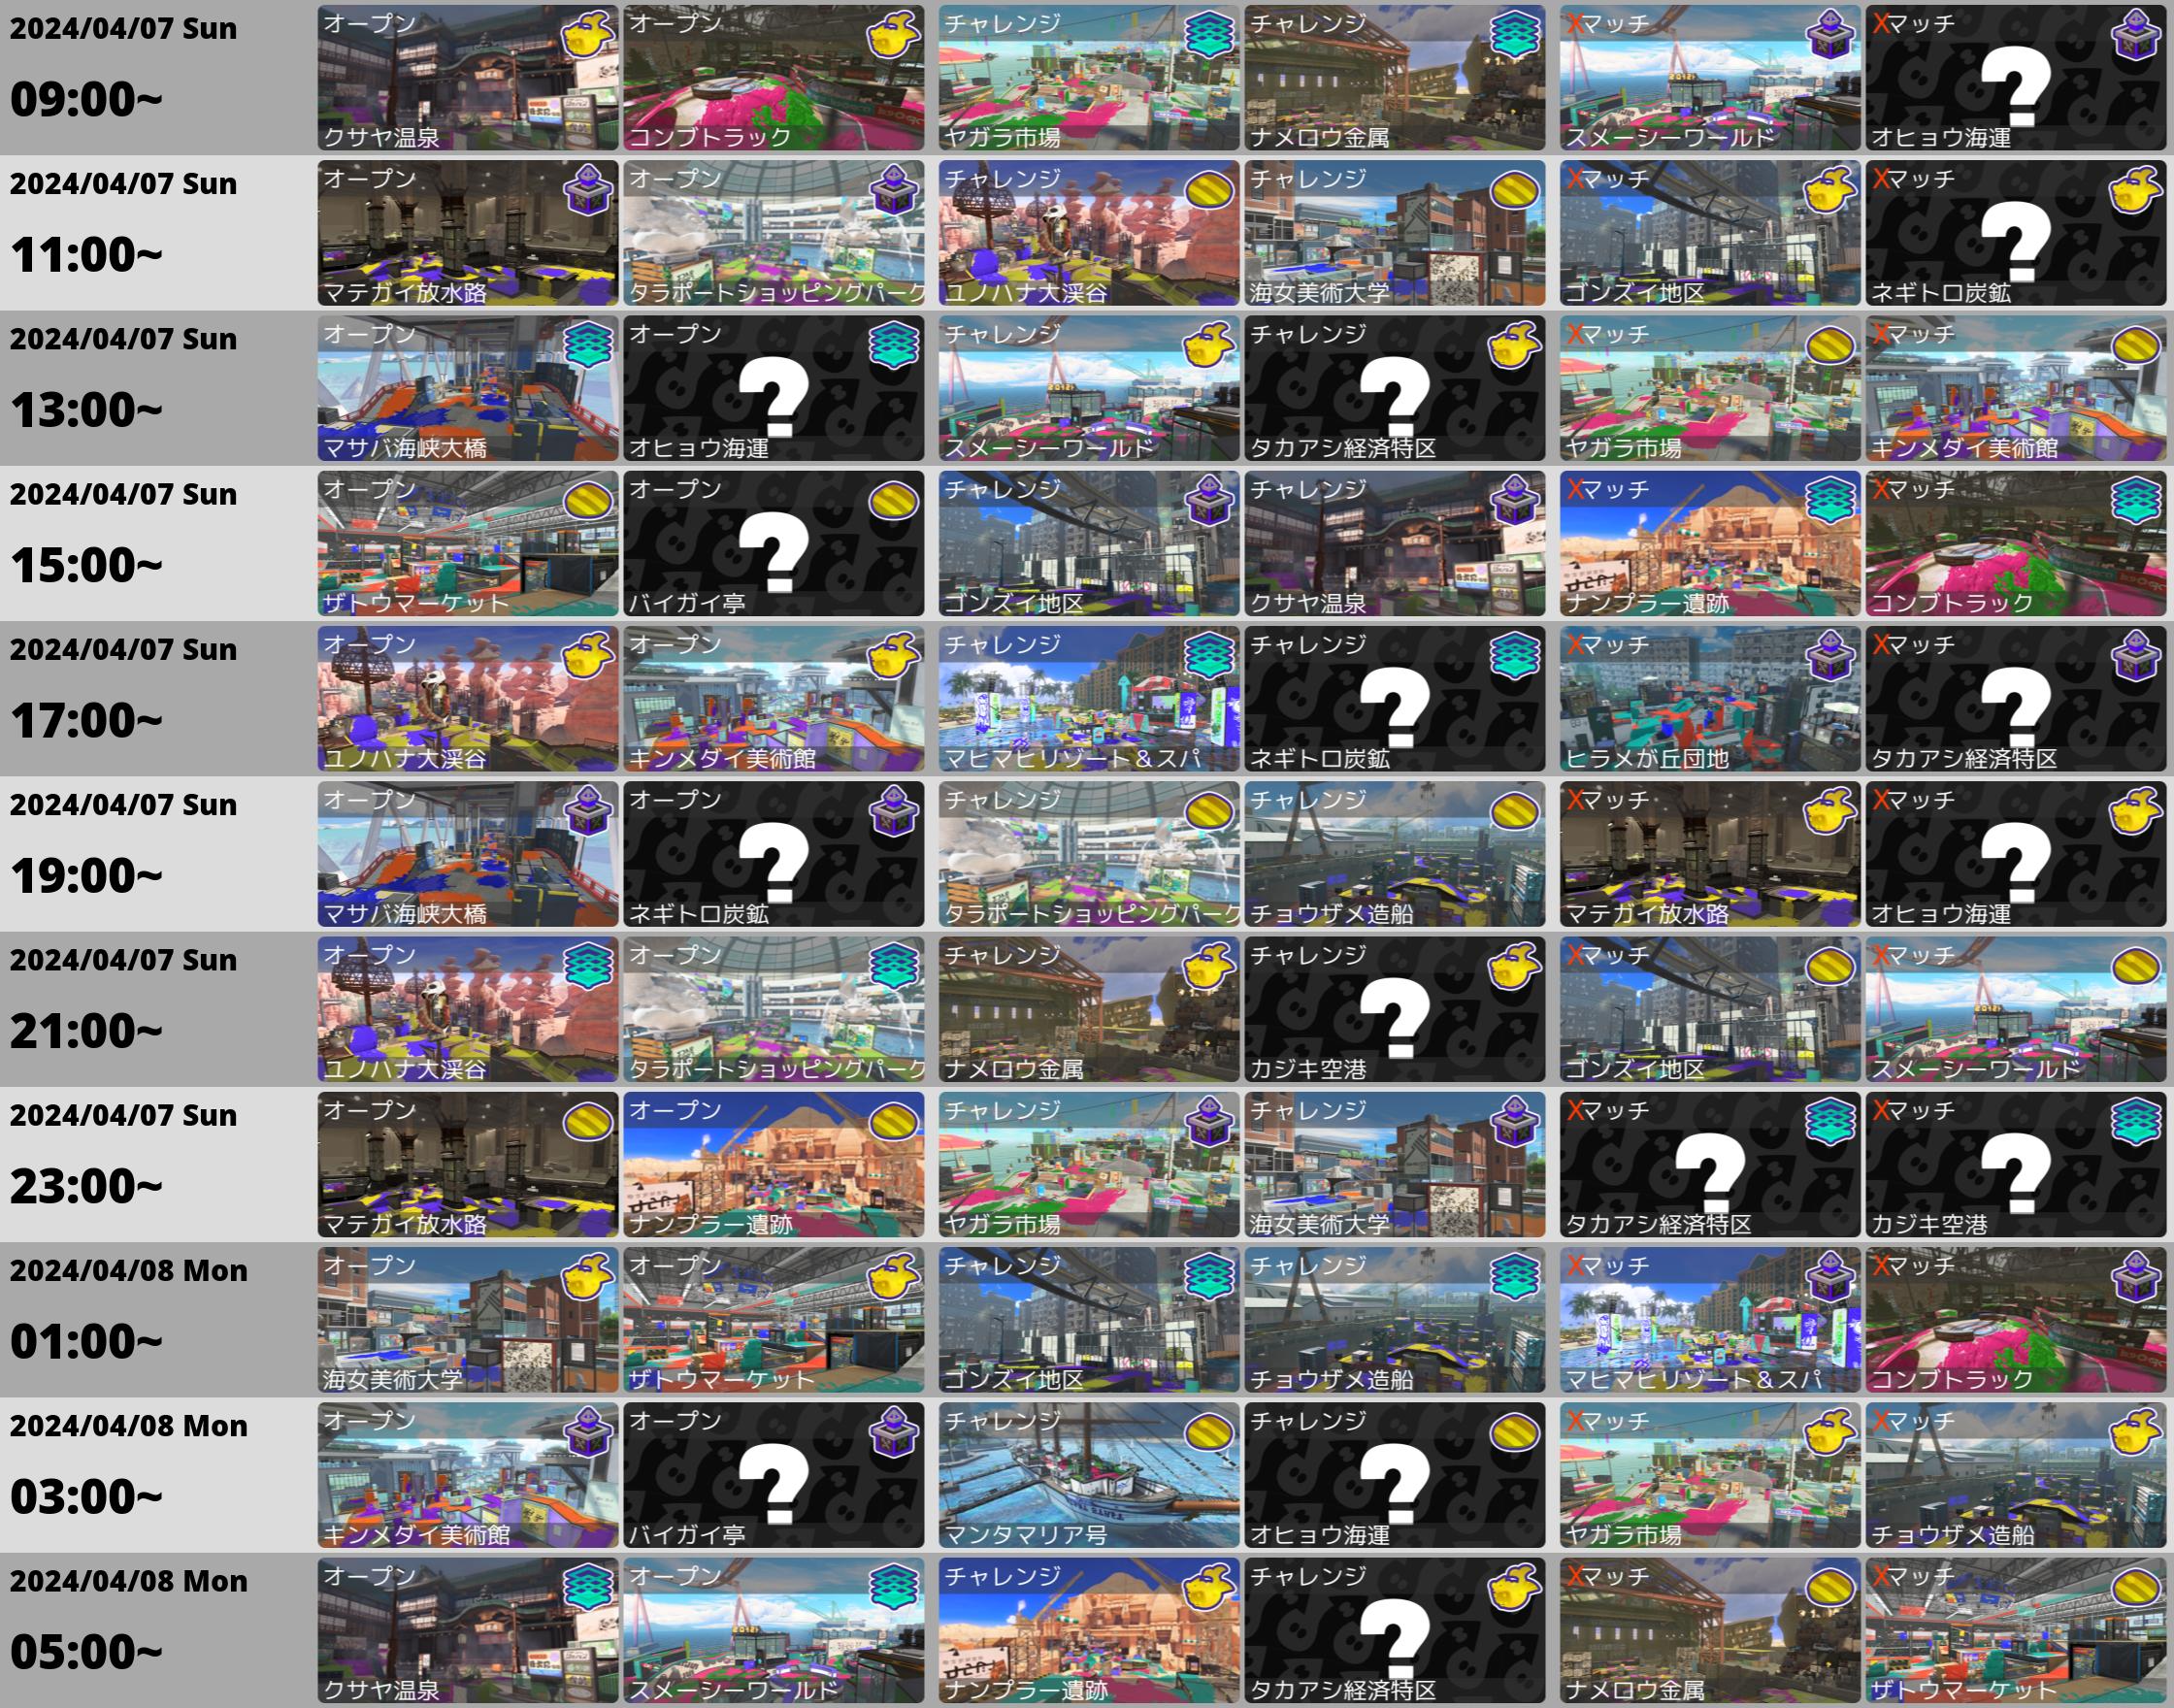 2024/04/07 Sun
09:00~
オープン
クサヤ温泉
オープン
コンブトラック
チャレンジ
ヤガラ市場
チャレンジ
ナメロウ金属
Xマッチ
スメーシーワールド
Xマッチ
オヒョウ海運
2024/04/07 Sun
11:00~
オープン
マテガイ放水路
オープン
タラポートショッピングパーク
チャレンジ
ユノハナ大渓谷
チャレンジ
海女美術大学
Xマッチ
ゴンズイ地区
Xマッチ
ネギトロ炭鉱
2024/04/07 Sun
13:00~
オープン
マサバ海峡大橋
オープン
オヒョウ海運
チャレンジ
スメーシーワールド
チャレンジ
タカアシ経済特区
Xマッチ
ヤガラ市場
Xマッチ
キンメダイ美術館
2024/04/07 Sun
15:00~
オープン
ザトウマーケット
オープン
バイガイ亭
チャレンジ
ゴンズイ地区
チャレンジ
クサヤ温泉
Xマッチ
ナンプラー遺跡
Xマッチ
コンブトラック
2024/04/07 Sun
17:00~
オープン
ユノハナ大渓谷
オープン
キンメダイ美術館
チャレンジ
マヒマヒリゾート＆スパ
チャレンジ
ネギトロ炭鉱
Xマッチ
ヒラメが丘団地
Xマッチ
タカアシ経済特区
2024/04/07 Sun
19:00~
オープン
マサバ海峡大橋
オープン
ネギトロ炭鉱
チャレンジ
タラポートショッピングパーク
チャレンジ
チョウザメ造船
Xマッチ
マテガイ放水路
Xマッチ
オヒョウ海運
2024/04/07 Sun
21:00~
オープン
ユノハナ大渓谷
オープン
タラポートショッピングパーク
チャレンジ
ナメロウ金属
チャレンジ
カジキ空港
Xマッチ
ゴンズイ地区
Xマッチ
スメーシーワールド
2024/04/07 Sun
23:00~
オープン
マテガイ放水路
オープン
ナンプラー遺跡
チャレンジ
ヤガラ市場
チャレンジ
海女美術大学
Xマッチ
タカアシ経済特区
Xマッチ
カジキ空港
2024/04/08 Mon
01:00~
オープン
海女美術大学
オープン
ザトウマーケット
チャレンジ
ゴンズイ地区
チャレンジ
チョウザメ造船
Xマッチ
マヒマヒリゾート＆スパ
Xマッチ
コンブトラック
2024/04/08 Mon
03:00~
オープン
キンメダイ美術館
オープン
バイガイ亭
チャレンジ
マンタマリア号
チャレンジ
オヒョウ海運
Xマッチ
ヤガラ市場
Xマッチ
チョウザメ造船
2024/04/08 Mon
05:00~
オープン
クサヤ温泉
オープン
スメーシーワールド
チャレンジ
ナンプラー遺跡
チャレンジ
タカアシ経済特区
Xマッチ
ナメロウ金属
Xマッチ
ザトウマーケット